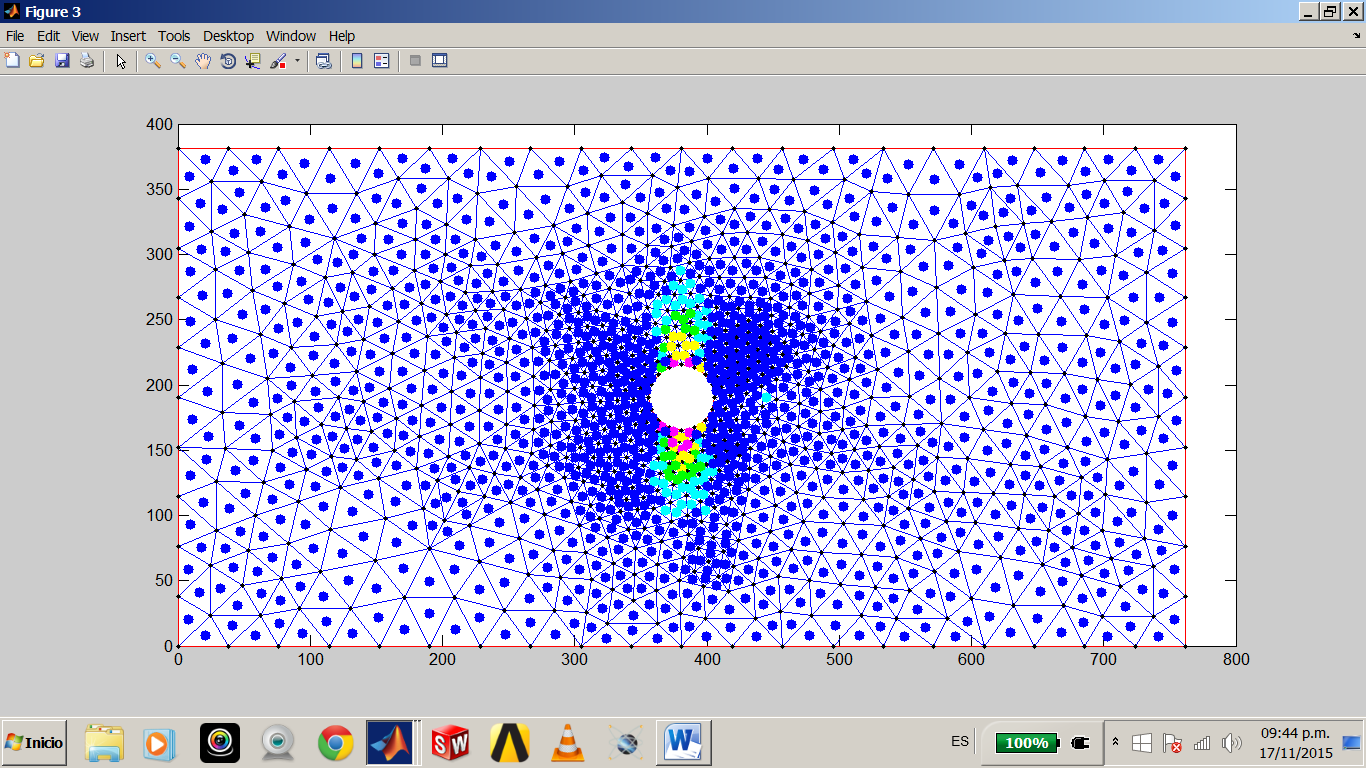 Figure 3
File Edit View Insert Tools Desktop Window Help
400
350
300
250
200
150
100
50
0
0 100 200 300 400 500 600 700 800
Inicio
SW
W
ES
100%
09:44 p.m.
17/11/2015